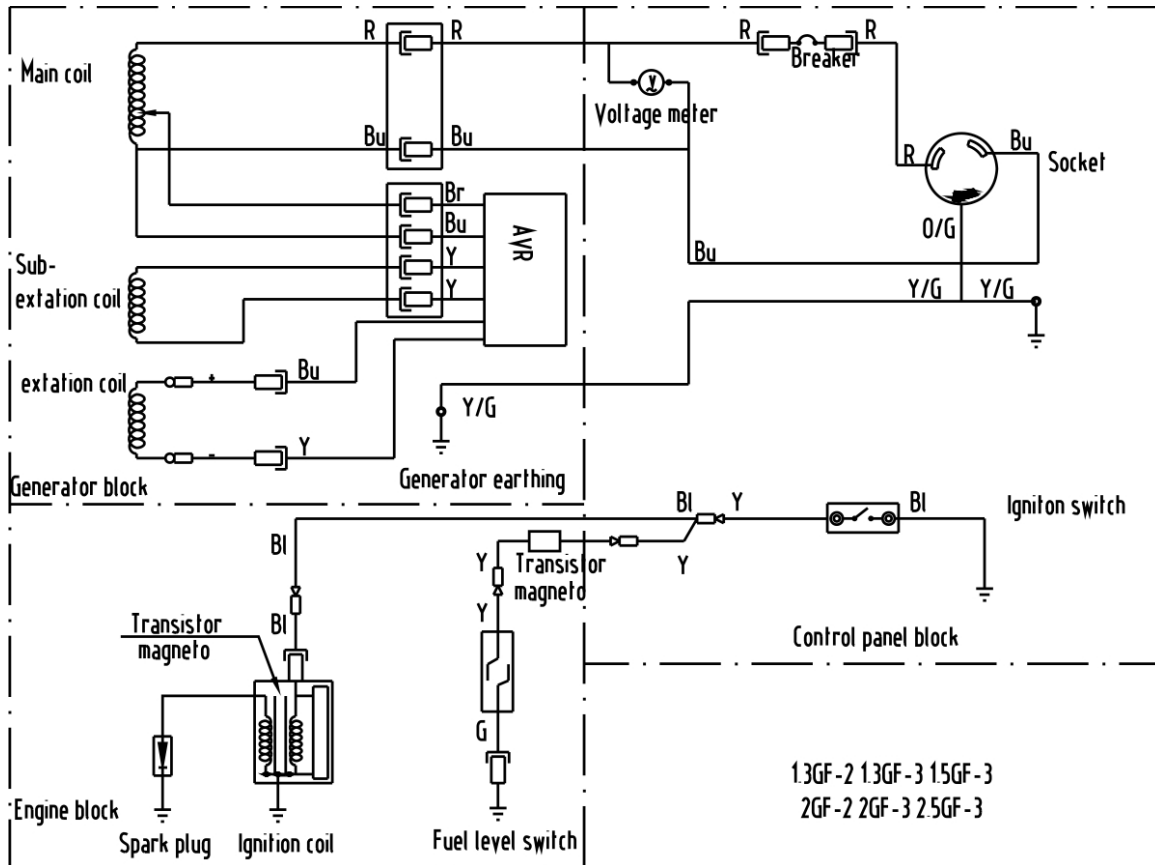 R
R
R
R
Breaker
Main coil
Voltage meter
Bu
Bu
R
Bu
Socket
Br
Bu
AVR
O/G
Sub-
extation coil
Y
Y
Bu
Y/G
Y/G
extation coil
+
Bu
Y/G
-
Y
Generator block
Generator earthing
Bl
Y
Bl
Igniton switch
Bl
Y
Transistor
magneto
Y
Y
Bl
Transistor
magneto
Control panel block
G
1.3GF-2 1.3GF-3 1.5GF-3
2GF-2 2GF-3 2.5GF-3
Engine block
Spark plug
Ignition coil
Fuel level switch